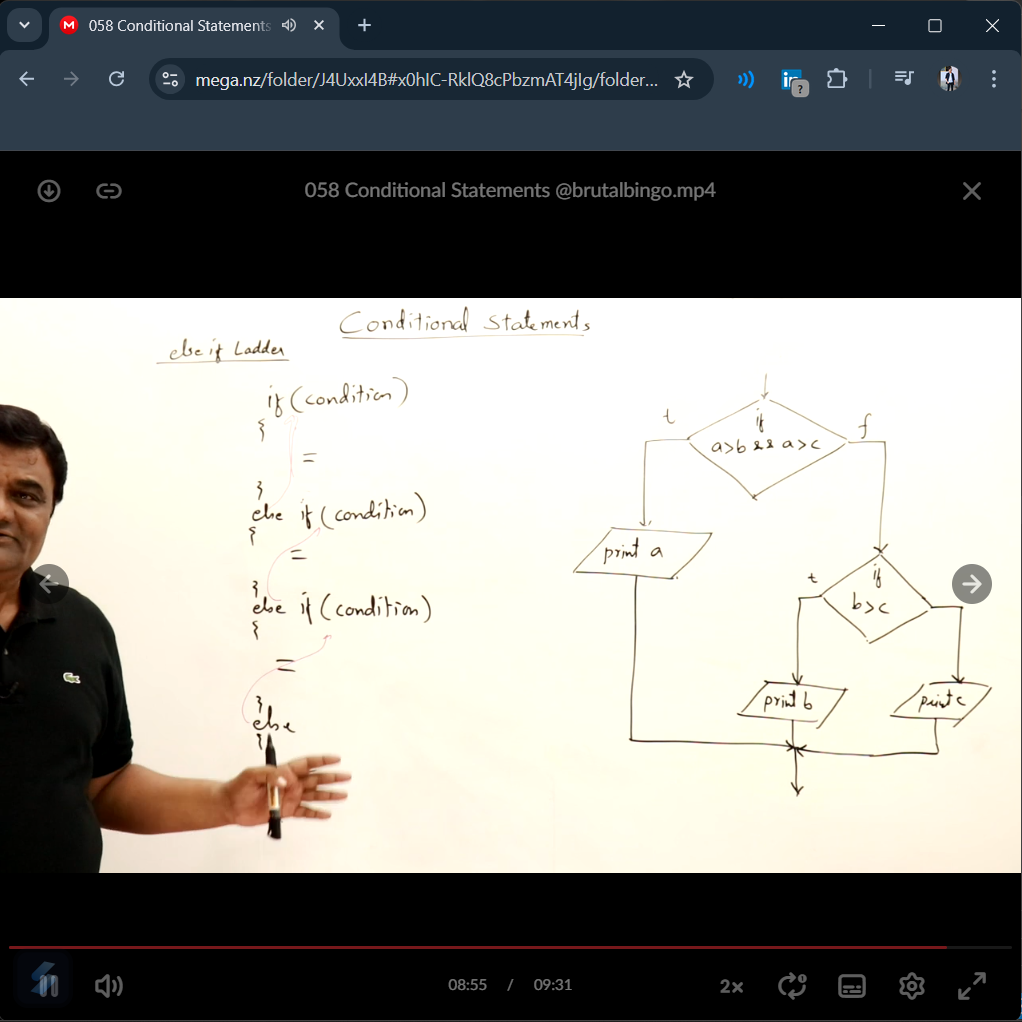 058 Conditional Statements
mega.nz/folder/J4UxxI4B#x0hIC-RklQ8cPbzmAT4jIg/folder...
058 Conditional Statements @brutalbingo.mp4
Conditional Statements
else if Ladder
if (condition)
{
=
}
else if (condition)
{
=
}
else if (condition)
{
=
}
else
{
if
a>b && a>c
t
f
print a
if
b>c
t
print b
print c
08:55 / 09:31
2x